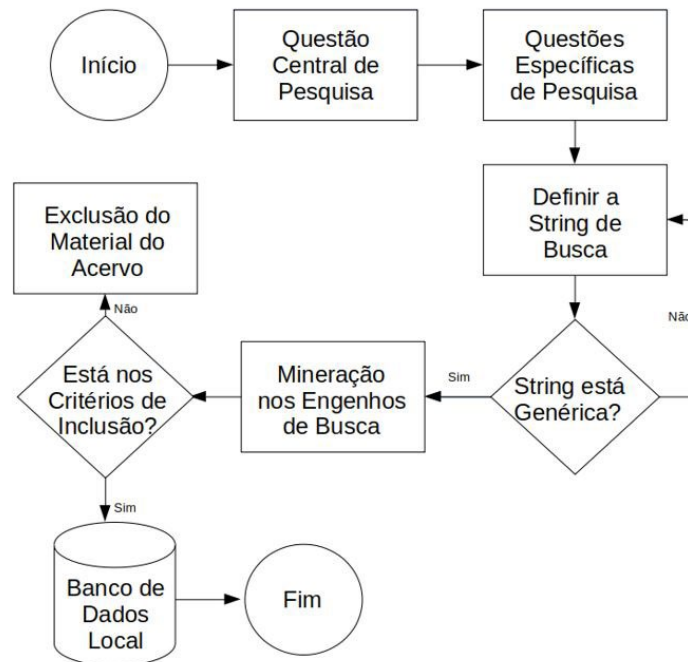 Início
Questão
Central de
Pesquisa
Questões
Específicas
de Pesquisa
Definir a
String de
Busca
String está
Genérica?
Não
Sim
Mineração
nos Engenhos
de Busca
Está nos
Critérios de
Inclusão?
Não
Exclusão do
Material do
Acervo
Sim
Banco de
Dados
Local
Fim